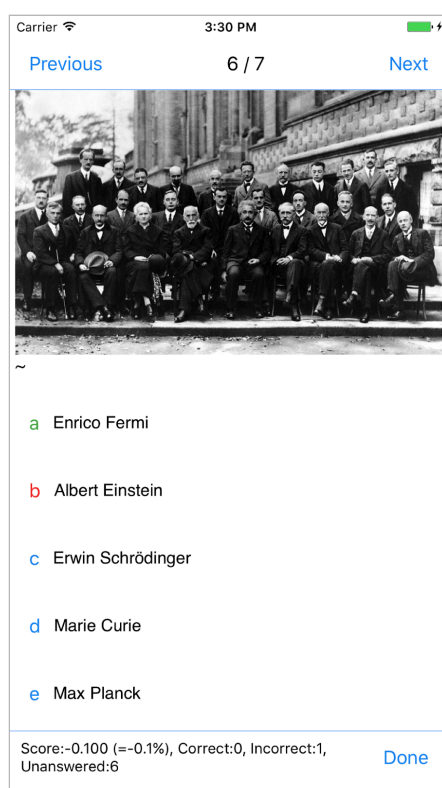 Carrier 3:30 PM
Previous 6 / 7 Next
~
a Enrico Fermi
b Albert Einstein
c Erwin Schrödinger
d Marie Curie
e Max Planck
Score:-0.100 (=-0.1%), Correct:0, Incorrect:1,
Unanswered:6
Done